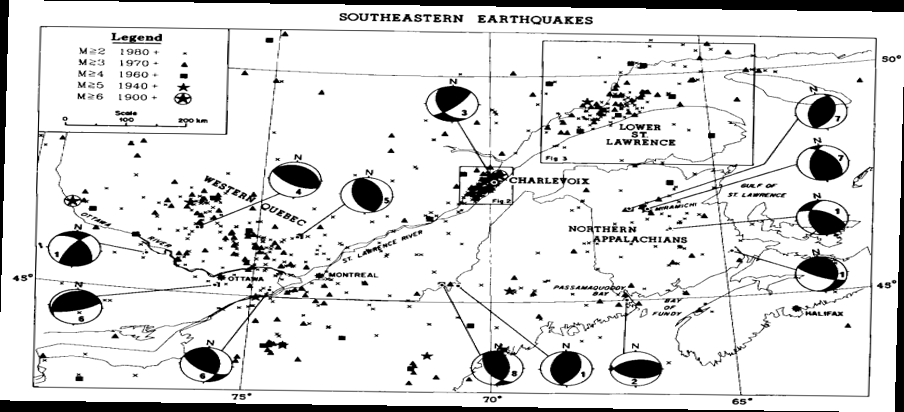 SOUTHEASTERN EARTHQUAKES
Legend
M≥2 1980 +
M≥3 1970 +
M≥4 1960 +
M≥5 1940 +
M≥6 1900 +
Scale
0 100 200 km
50°
N
3
LOWER
ST.
LAWRENCE
Fig 3
N
7
N
7
WESTERN QUEBEC
N
4
N
5
CHARLEVOIX
Fig. 2
GULF OF
ST. LAWRENCE
MIRAMICHI
N
1
NORTHERN
APPALACHIANS
OTTAWA
RIVER
ST. LAWRENCE RIVER
N
1
N
1
45°
OTTAWA
MONTREAL
PASSAMAQUODDY
BAY
BAY
OF
FUNDY
45°
HALIFAX
N
6
N
6
N
8
N
1
N
2
75°
70°
65°